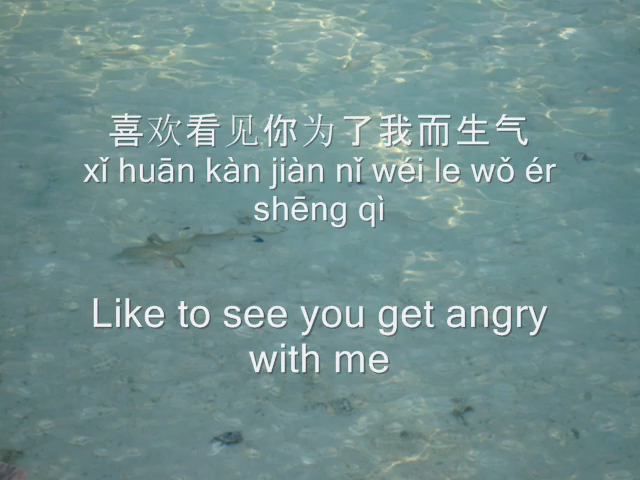 喜欢看见你为了我而生气
xǐ huān kàn jiàn nǐ wéi le wǒ ér
shēng qì
Like to see you get angry
with me